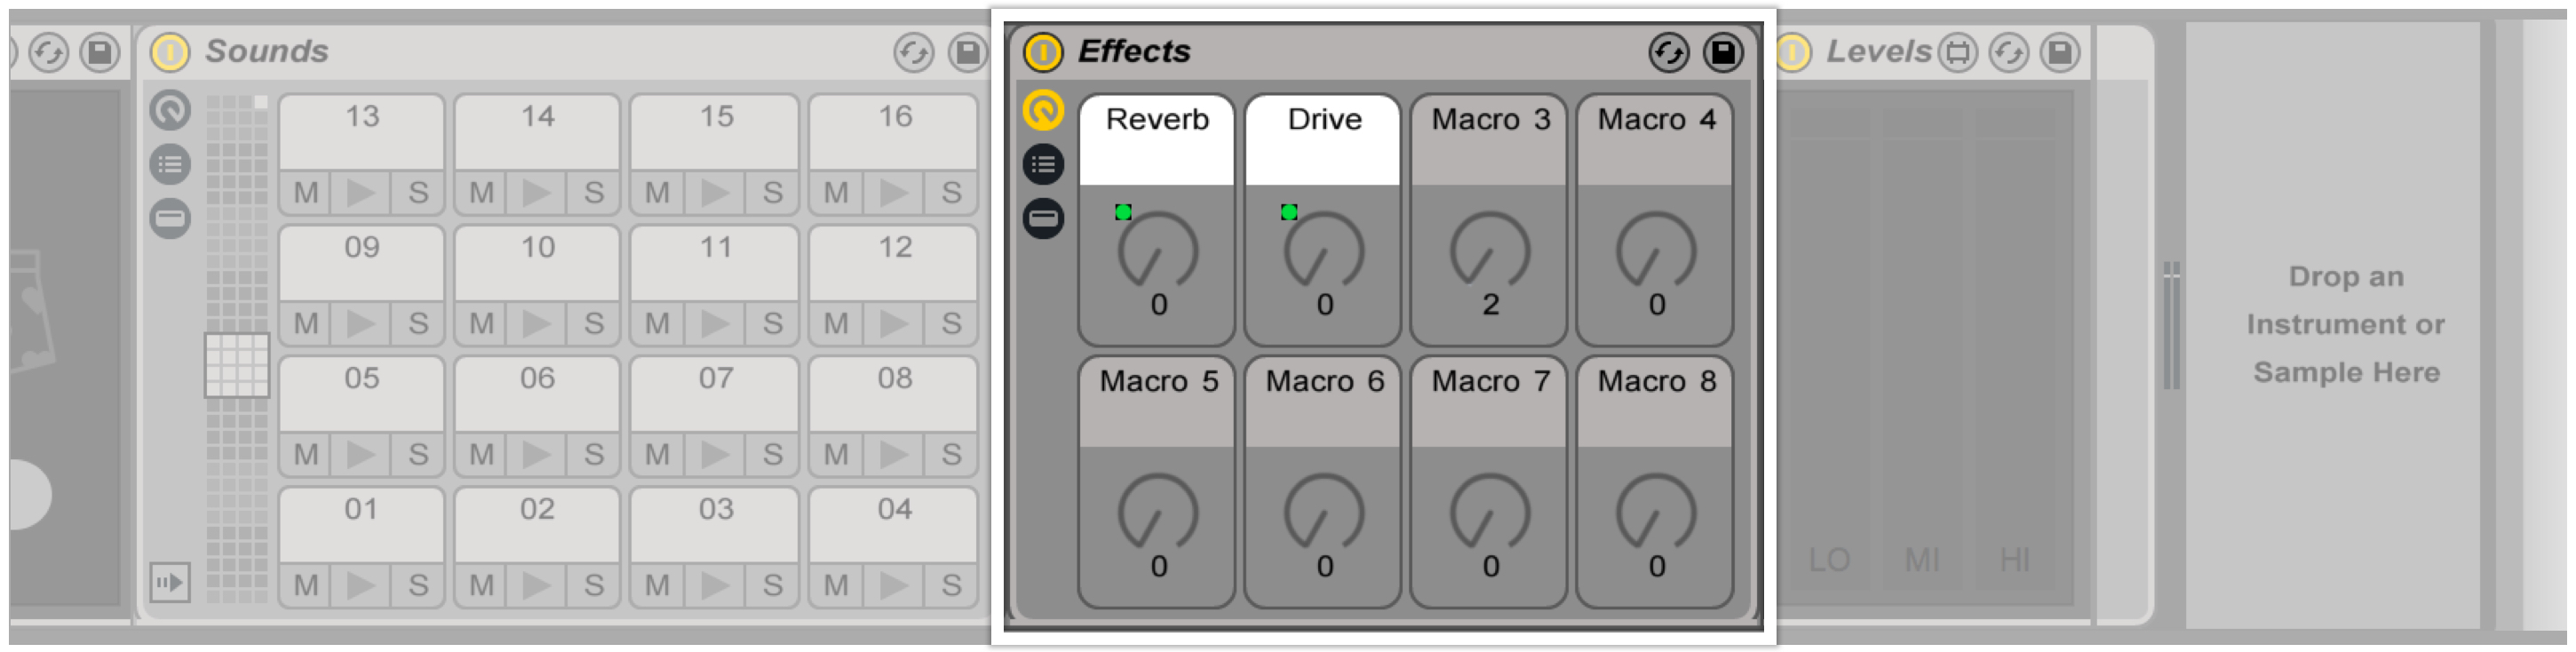 Sounds
13 14 15 16
M S M S M S M S
09 10 11 12
M S M S M S M S
05 06 07 08
M S M S M S M S
01 02 03 04
M S M S M S M S
Effects
Reverb Drive Macro 3 Macro 4
0 0 2 0
Macro 5 Macro 6 Macro 7 Macro 8
0 0 0 0
Levels
LO MI HI
Drop an
Instrument or
Sample Here